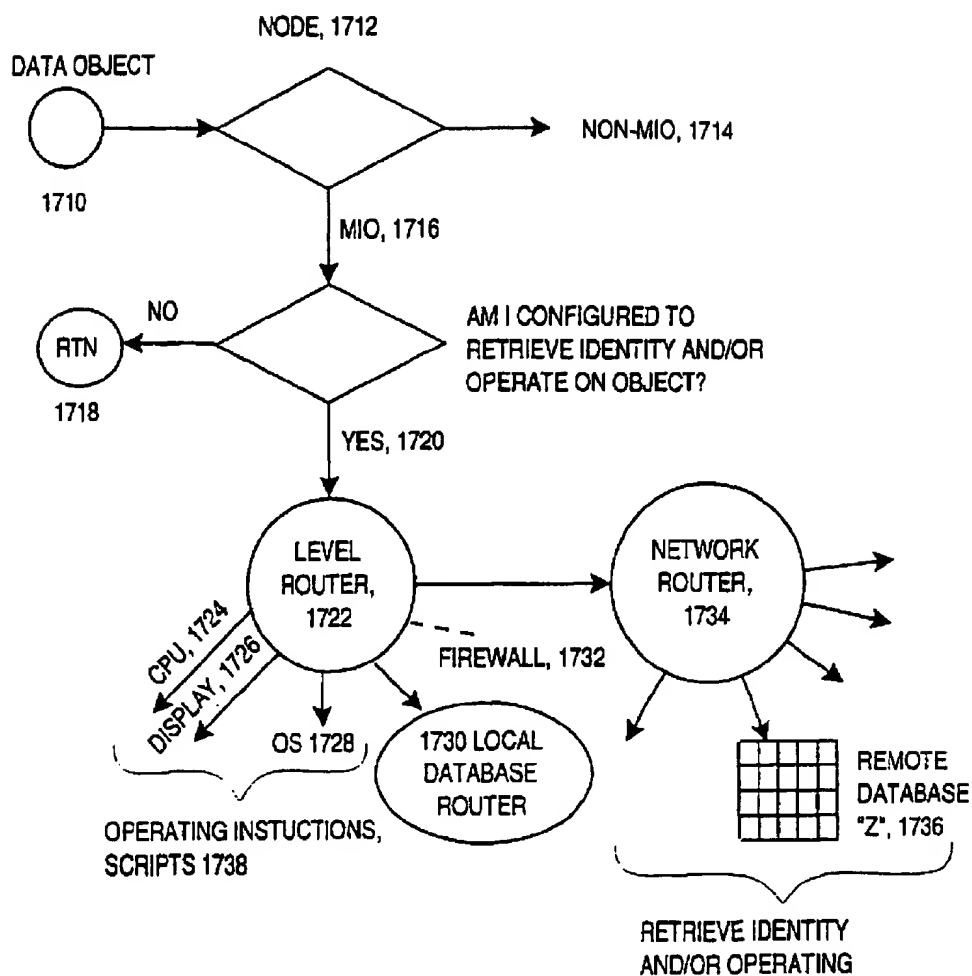 NODE, 1712
DATA OBJECT
NON-MIO, 1714
1710
MIO, 1716
NO
AM I CONFIGURED TO
RETRIEVE IDENTITY AND/OR
OPERATE ON OBJECT?
RTN
1718
YES, 1720
LEVEL
ROUTER,
1722
NETWORK
ROUTER,
1734
CPU, 1724
DISPLAY, 1726
FIREWALL, 1732
OS 1728
1730 LOCAL
DATABASE
ROUTER
REMOTE
DATABASE
"Z", 1736
OPERATING INSTUCTIONS,
SCRIPTS 1738
RETRIEVE IDENTITY
AND/OR OPERATING